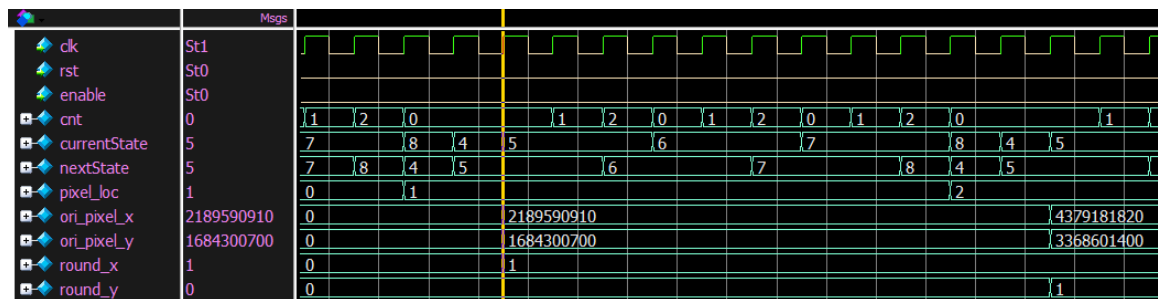 Msgs
clk St1
rst St0
enable St0
cnt 0 1 2 0 1 2 0 1 2 0 1 2 0 1
currentState 5 7 8 4 5 6 7 8 4 5
nextState 5 7 8 4 5 6 7 8 4 5
pixel_loc 1 0 1 2
ori_pixel_x 2189590910 0 2189590910 4379181820
ori_pixel_y 1684300700 0 1684300700 3368601400
round_x 1 0 1
round_y 0 0 1